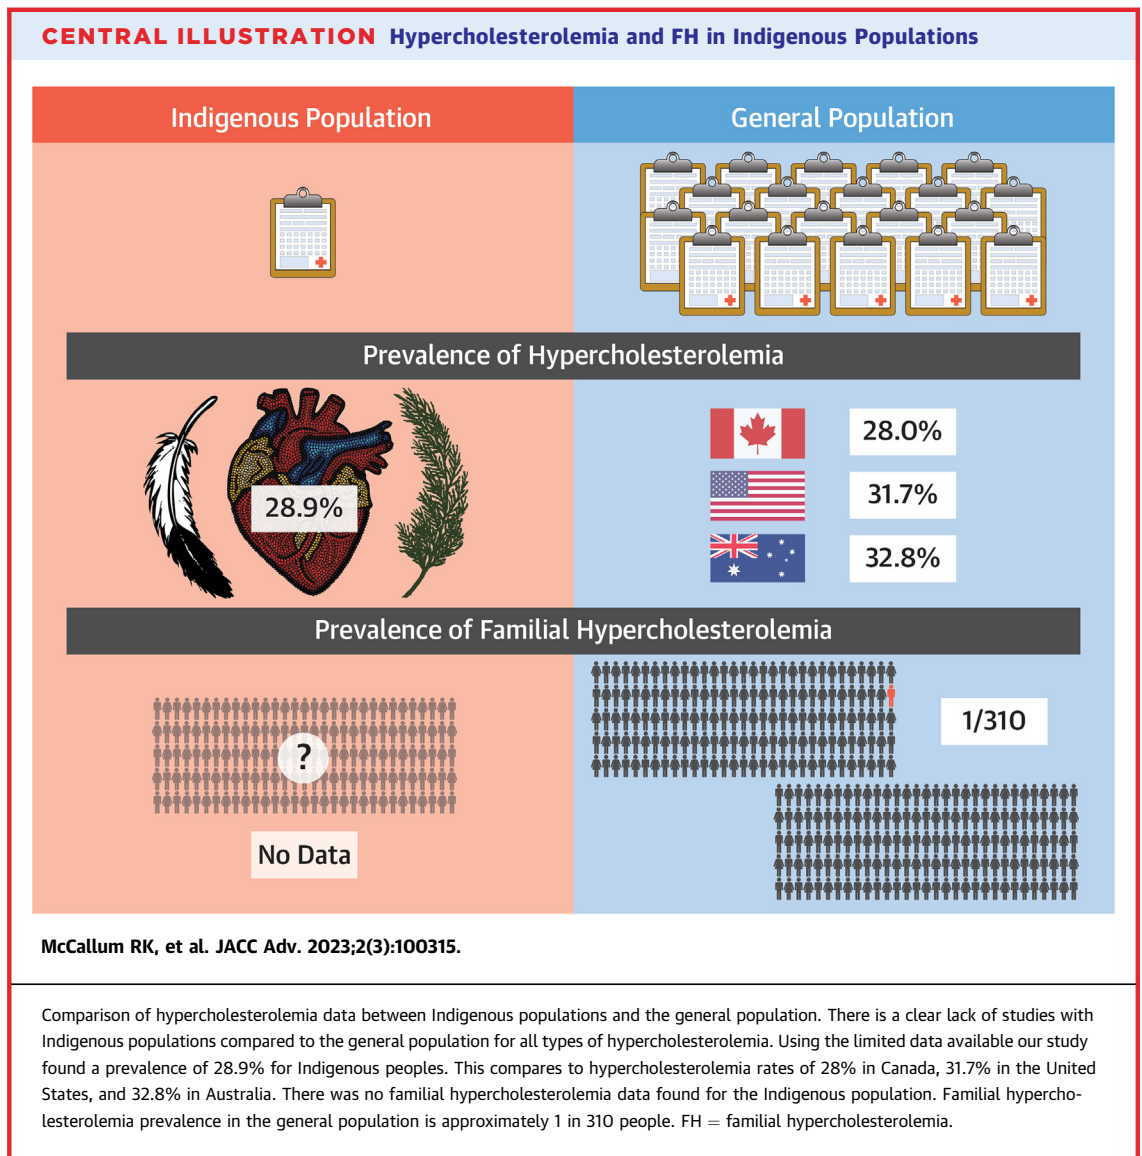 CENTRAL ILLUSTRATION Hypercholesterolemia and FH in Indigenous Populations
Indigenous Population
General Population
Prevalence of Hypercholesterolemia
28.9%
28.0%
31.7%
32.8%
Prevalence of Familial Hypercholesterolemia
?
No Data
1/310
McCallum RK, et al. JACC Adv. 2023;2(3):100315.
Comparison of hypercholesterolemia data between Indigenous populations and the general population. There is a clear lack of studies with
Indigenous populations compared to the general population for all types of hypercholesterolemia. Using the limited data available our study
found a prevalence of 28.9% for Indigenous peoples. This compares to hypercholesterolemia rates of 28% in Canada, 31.7% in the United
States, and 32.8% in Australia. There was no familial hypercholesterolemia data found for the Indigenous population. Familial hypercho-
lesterolemia prevalence in the general population is approximately 1 in 310 people. FH = familial hypercholesterolemia.